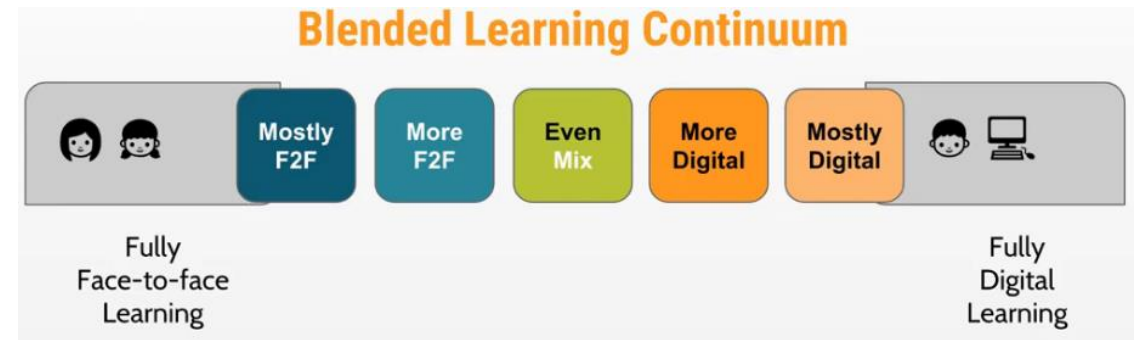 Blended Learning Continuum
Mostly
F2F
More
F2F
Even
Mix
More
Digital
Mostly
Digital
Fully
Face-to-face
Learning
Fully
Digital
Learning